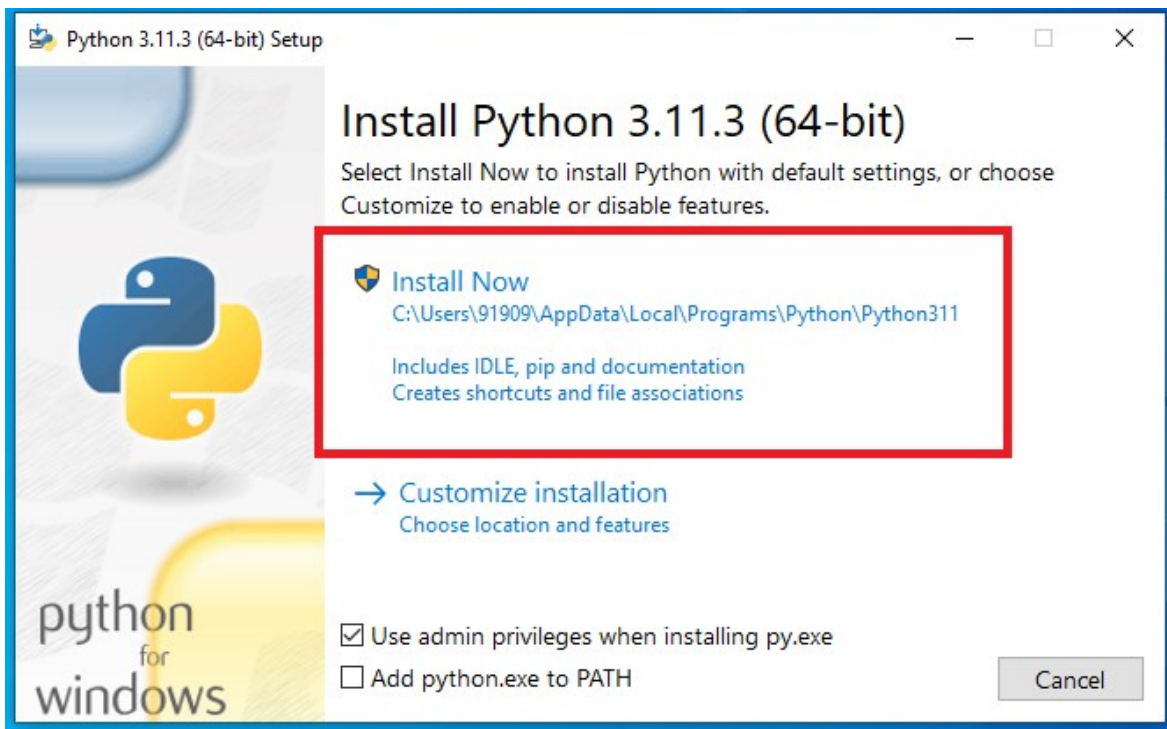 Python 3.11.3 (64-bit) Setup
Install Python 3.11.3 (64-bit)
Select Install Now to install Python with default settings, or choose
Customize to enable or disable features.
Install Now
C:\Users\91909\AppData\Local\Programs\Python\Python311
Includes IDLE, pip and documentation
Creates shortcuts and file associations
Customize installation
Choose location and features
python
for
windows
Use admin privileges when installing py.exe
Add python.exe to PATH
Cancel